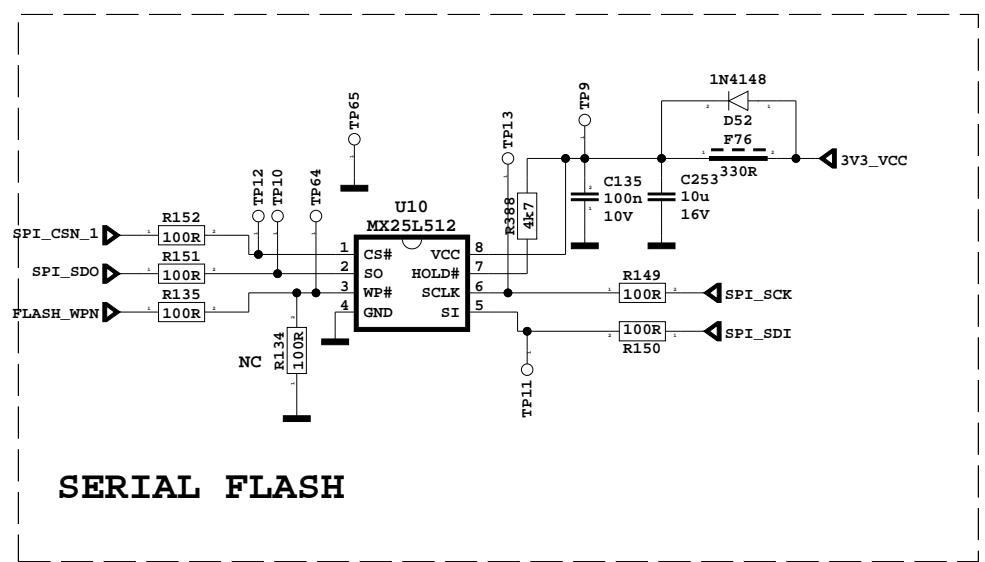 1N4148
D52
F76
330R
3V3_VCC
TP9
TP13
TP65
TP12
TP10
TP64
C135
100n
10V
C253
10u
16V
R388
4k7
U10
MX25L512
SPI_CSN_1
R152
100R
1 CS# VCC 8
SPI_SDO
R151
100R
2 SO HOLD# 7
FLASH_WPN
R135
100R
3 WP# SCLK 6
4 GND SI 5
R149
100R
SPI_SCK
100R
R150
SPI_SDI
NC
R134
100R
TP11
SERIAL FLASH